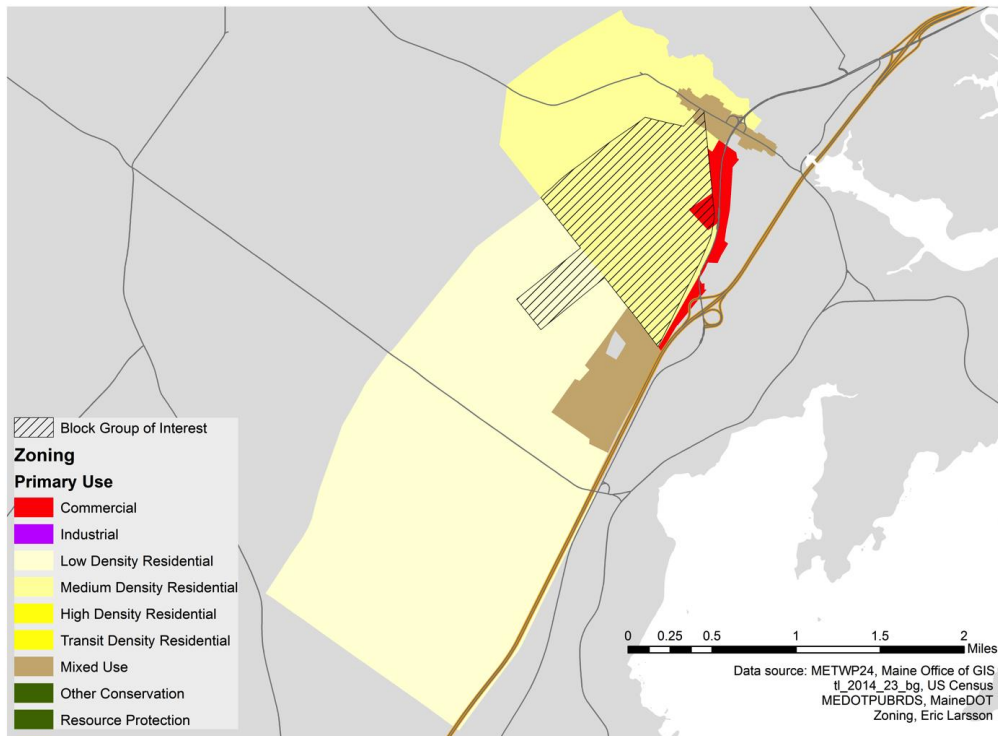 Block Group of Interest
Zoning
Primary Use
Commercial
Industrial
Low Density Residential
Medium Density Residential
High Density Residential
Transit Density Residential
Mixed Use
Other Conservation
Resource Protection
0 0.25 0.5 1 1.5 2
Miles
Data source: METWP24, Maine Office of GIS
tl_2014_23_bg, US Census
MEDOTPUBRDS, MaineDOT
Zoning, Eric Larsson